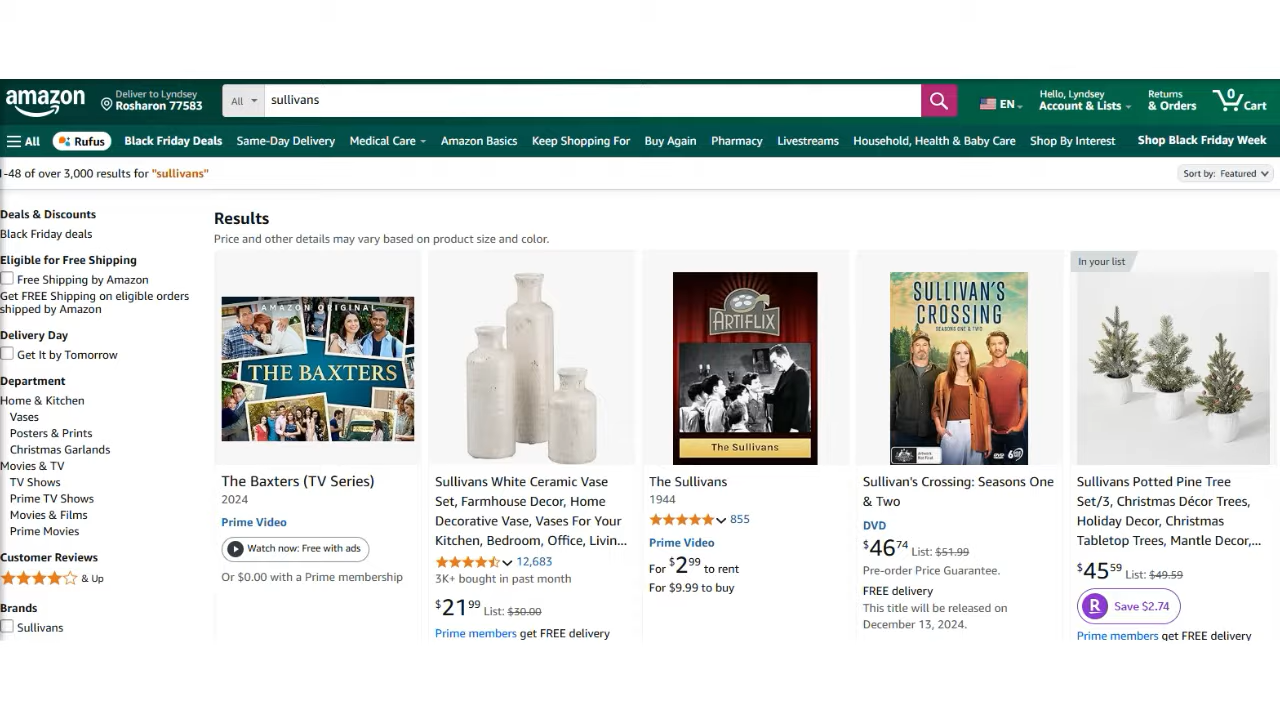 amazon
Deliver to Lyndsey
Rosharon 77583
All
sullivans
EN
Hello, Lyndsey
Account & Lists
Returns
& Orders
0
Cart
All
Rufus
Black Friday Deals
Same-Day Delivery
Medical Care
Amazon Basics
Keep Shopping For
Buy Again
Pharmacy
Livestreams
Household, Health & Baby Care
Shop By Interest
Shop Black Friday Week
1-48 of over 3,000 results for "sullivans"
Sort by: Featured
Deals & Discounts
Black Friday deals
Eligible for Free Shipping
Free Shipping by Amazon
Get FREE Shipping on eligible orders
shipped by Amazon
Delivery Day
Get It by Tomorrow
Department
Home & Kitchen
Vases
Posters & Prints
Christmas Garlands
Movies & TV
TV Shows
Prime TV Shows
Movies & Films
Prime Movies
Customer Reviews
& Up
Brands
Sullivans
Results
Price and other details may vary based on product size and color.
AMAZON ORIGINAL
THE BAXTERS
The Baxters (TV Series)
2024
Prime Video
Watch now: Free with ads
Or $0.00 with a Prime membership
Sullivans White Ceramic Vase
Set, Farmhouse Decor, Home
Decorative Vase, Vases For Your
Kitchen, Bedroom, Office, Livin...
12,683
3K+ bought in past month
$21 99 List: $30.00
Prime members get FREE delivery
ARTIFLIX
The Sullivans
The Sullivans
1944
855
Prime Video
For $2 99 to rent
For $9.99 to buy
SULLIVAN'S
CROSSING
SEASONS ONE & TWO
DVD
Sullivan's Crossing: Seasons One
& Two
DVD
$46 74 List: $51.99
Pre-order Price Guarantee.
FREE delivery
This title will be released on
December 13, 2024.
In your list
Sullivans Potted Pine Tree
Set/3, Christmas Décor Trees,
Holiday Decor, Christmas
Tabletop Trees, Mantle Decor,...
$45 59 List: $49.59
R
Save $2.74
Prime members get FREE delivery